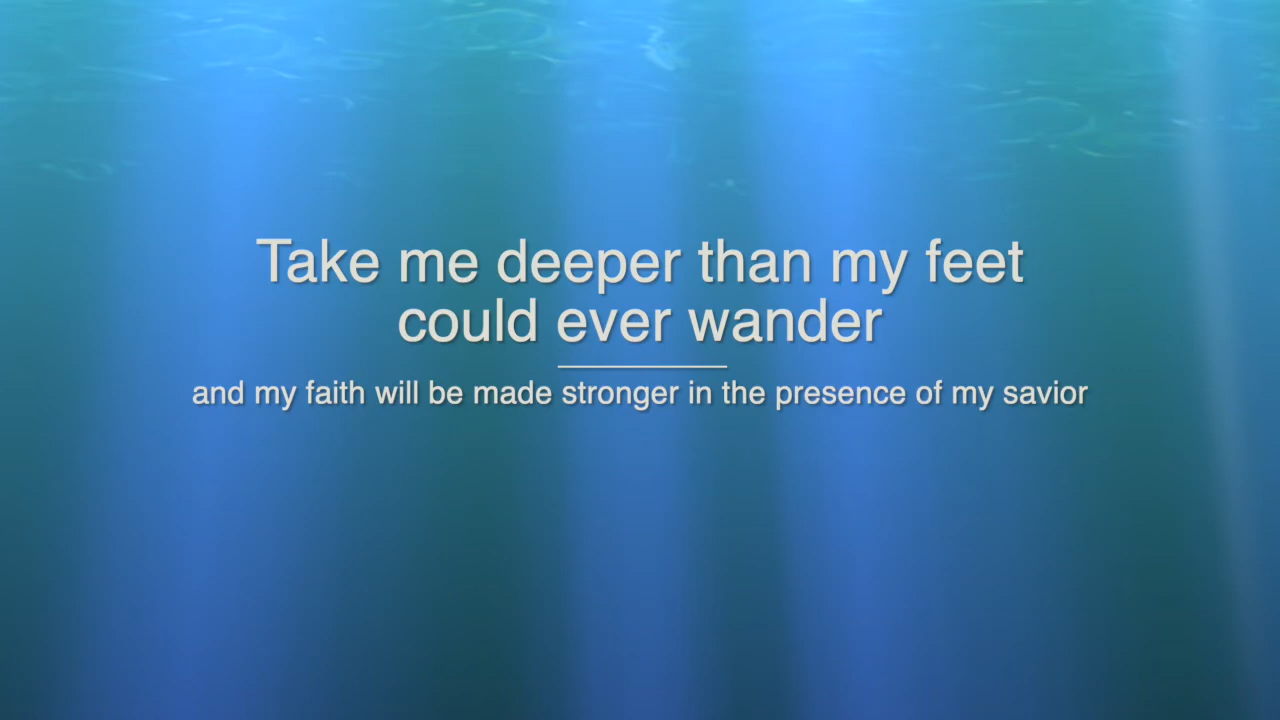 Take me deeper than my feet
could ever wander
and my faith will be made stronger in the presence of my savior